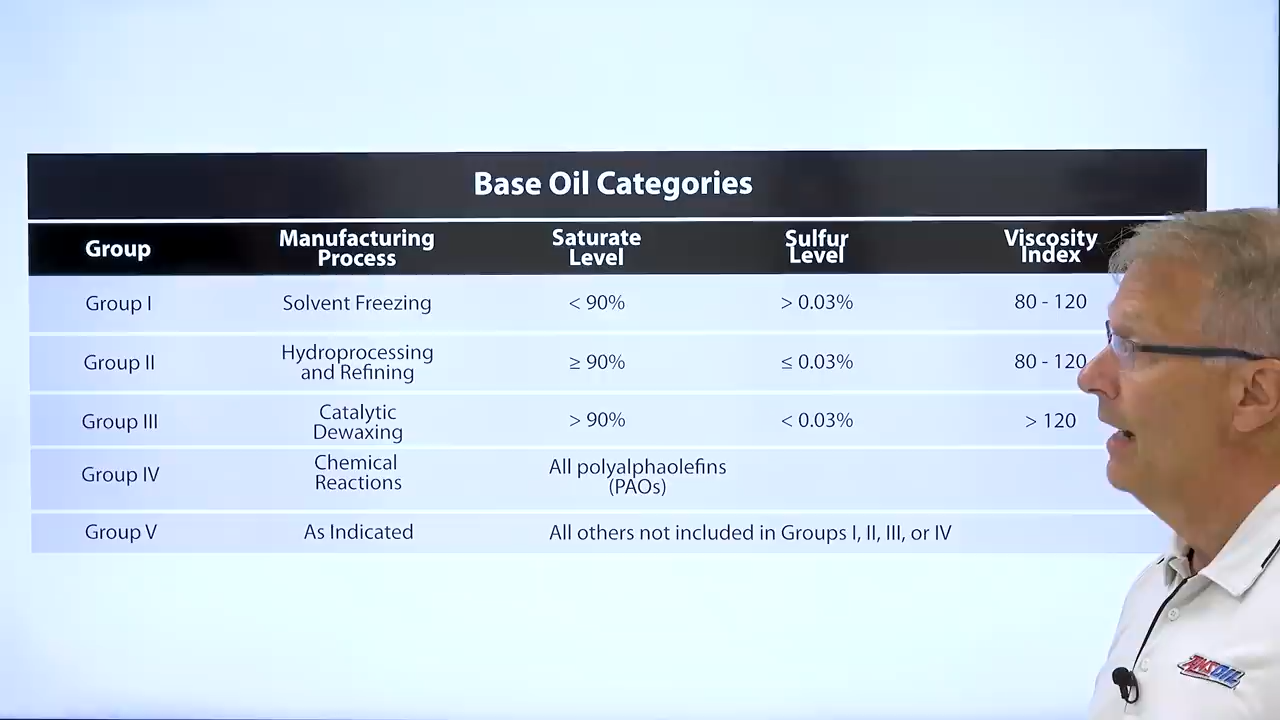 Base Oil Categories
Group
Manufacturing
Process
Saturate
Level
Sulfur
Level
Viscosity
Index
Group I
Solvent Freezing
< 90%
> 0.03%
80 - 120
Group II
Hydroprocessing
and Refining
≥ 90%
≤ 0.03%
80 - 120
Group III
Catalytic
Dewaxing
> 90%
< 0.03%
> 120
Group IV
Chemical
Reactions
All polyalphaolefins
(PAOs)
Group V
As Indicated
All others not included in Groups I, II, III, or IV
AMSOIL